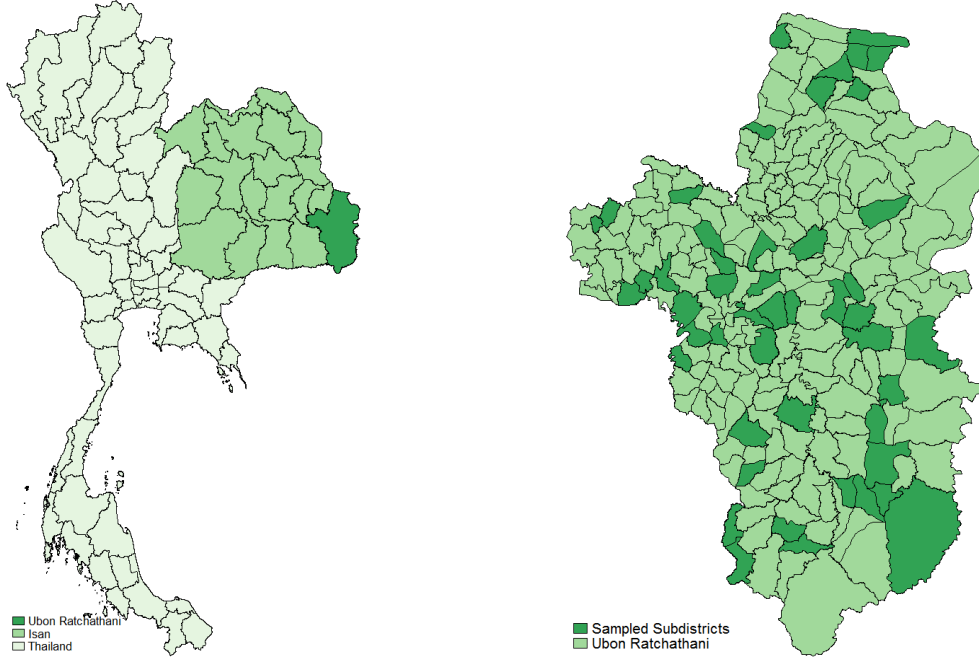 Ubon Ratchathani
Isan
Thailand
Sampled Subdistricts
Ubon Ratchathani